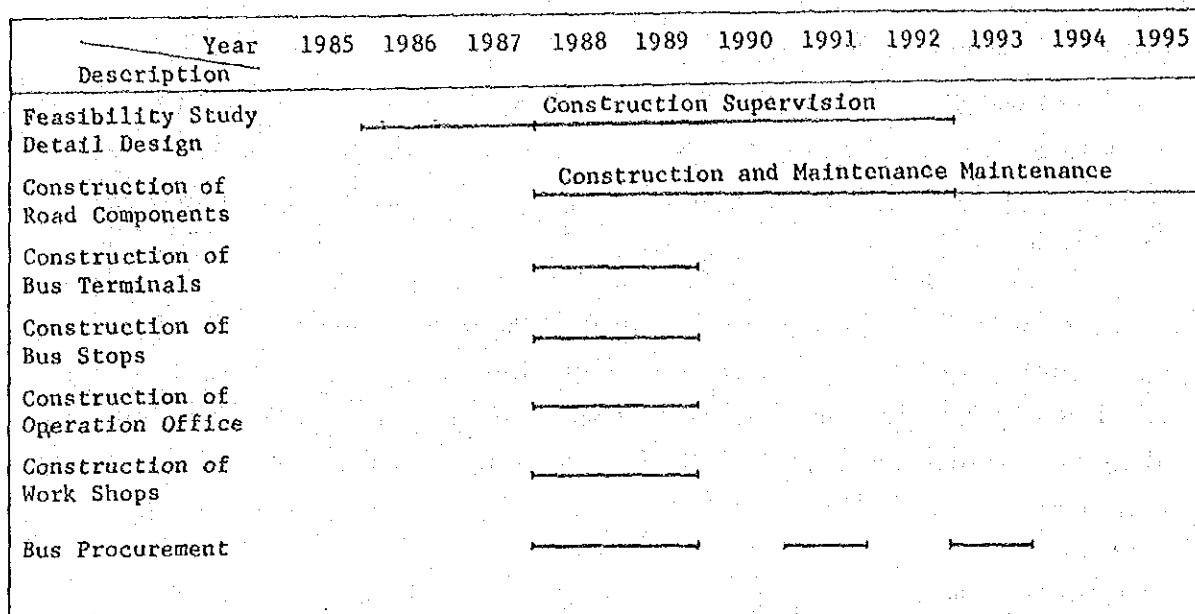 Year 1985 1986 1987 1988 1989 1990 1991 1992 1993 1994 1995
Description
Construction Supervision
Feasibility Study
Detail Design
Construction and Maintenance Maintenance
Construction of
Road Components
Construction of
Bus Terminals
Construction of
Bus Stops
Construction of
Operation Office
Construction of
Work Shops
Bus Procurement